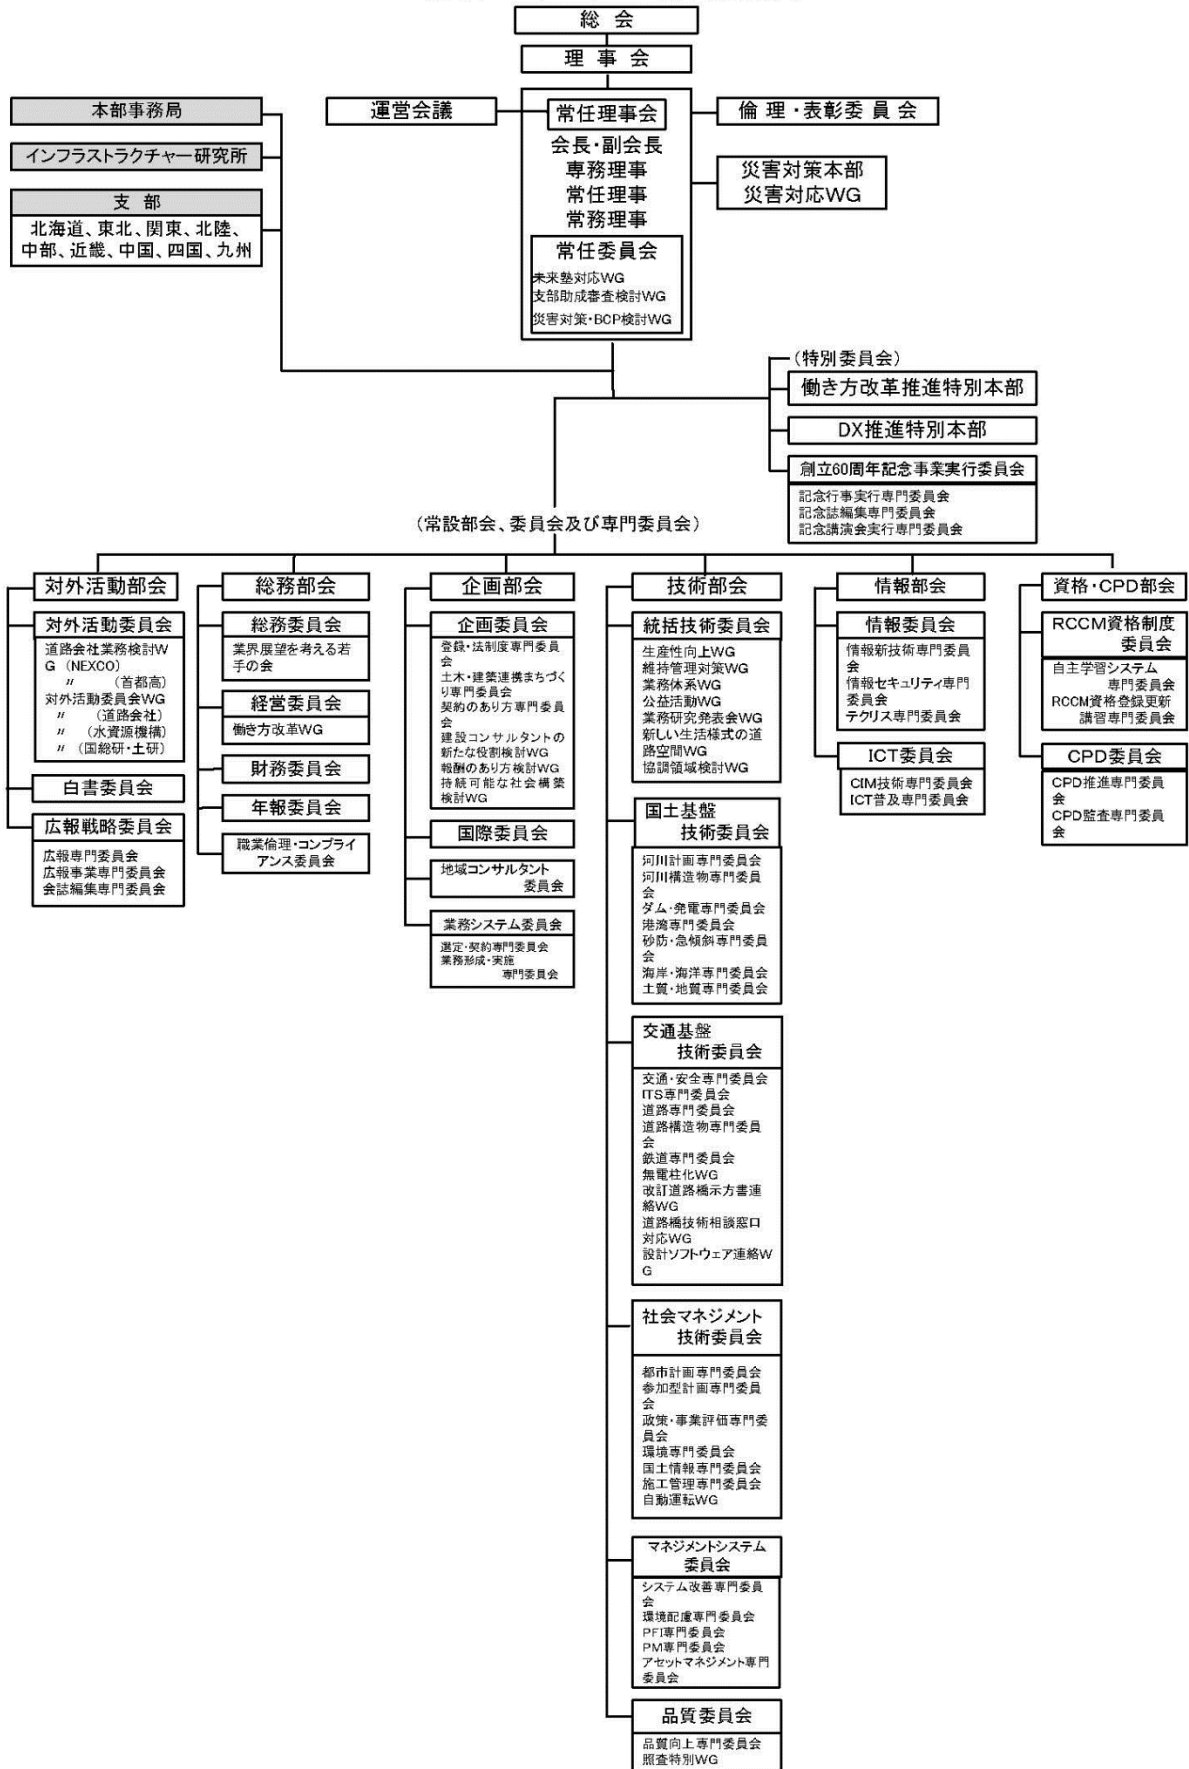 総会
理事会
本部事務局
インフラストラクチャー研究所
支部
北海道、東北、関東、北陸、
中部、近畿、中国、四国、九州
運営会議
常任理事会
会長・副会長
専務理事
常任理事
常務理事
常任委員会
未来塾対応WG
支部助成審査検討WG
災害対策・BCP検討WG
倫理・表彰委員会
災害対策本部
災害対応WG
(特別委員会)
働き方改革推進特別本部
DX推進特別本部
創立60周年記念事業実行委員会
記念行事実行専門委員会
記念誌編集専門委員会
記念講演会実行専門委員会
(常設部会、委員会及び専門委員会)
対外活動部会
対外活動委員会
道路会社業務検討W
G (NEXCO)
〃 (首都高)
対外活動委員会WG
〃 (道路会社)
〃 (水資源機構)
〃 (国総研・土研)
白書委員会
広報戦略委員会
広報専門委員会
広報事業専門委員会
会誌編集専門委員会
総務部会
総務委員会
業界展望を考える若
手の会
経営委員会
働き方改革WG
財務委員会
年報委員会
職業倫理・コンプライ
アンス委員会
企画部会
企画委員会
登録・法制度専門委員
会
土木・建築連携まちづく
り専門委員会
契約のあり方専門委員
会
建設コンサルタントの
新たな役割検討WG
報酬のあり方検討WG
持続可能な社会構築
検討WG
国際委員会
地域コンサルタント
委員会
業務システム委員会
選定・契約専門委員会
業務形成・実施
専門委員会
技術部会
統括技術委員会
生産性向上WG
維持管理対策WG
業務体系WG
公益活動WG
業務研究発表会WG
新しい生活様式の道
路空間WG
協調領域検討WG
国土基盤
技術委員会
河川計画専門委員会
河川構造物専門委員
会
ダム・発電専門委員会
港湾専門委員会
砂防・急傾斜専門委員
会
海岸・海洋専門委員会
土質・地質専門委員会
交通基盤
技術委員会
交通・安全専門委員会
ITS専門委員会
道路専門委員会
道路構造物専門委員
会
鉄道専門委員会
無電柱化WG
改訂道路橋示方書連
絡WG
道路橋技術相談窓口
対応WG
設計ソフトウェア連絡W
G
社会マネジメント
技術委員会
都市計画専門委員会
参加型計画専門委員
会
政策・事業評価専門委
員会
環境専門委員会
国土情報専門委員会
施工管理専門委員会
自動運転WG
マネジメントシステム
委員会
システム改善専門委員
会
環境配慮専門委員会
PFI専門委員会
PM専門委員会
アセットマネジメント専門
委員会
品質委員会
品質向上専門委員会
照査特別WG
情報部会
情報委員会
情報新技術専門委員
会
情報セキュリティ専門
委員会
テクリス専門委員会
ICT委員会
CIM技術専門委員会
ICT普及専門委員会
資格・CPD部会
RCCM資格制度
委員会
自主学習システム
専門委員会
RCCM資格登録更新
講習専門委員会
CPD委員会
CPD推進専門委員
会
CPD監査専門委員
会